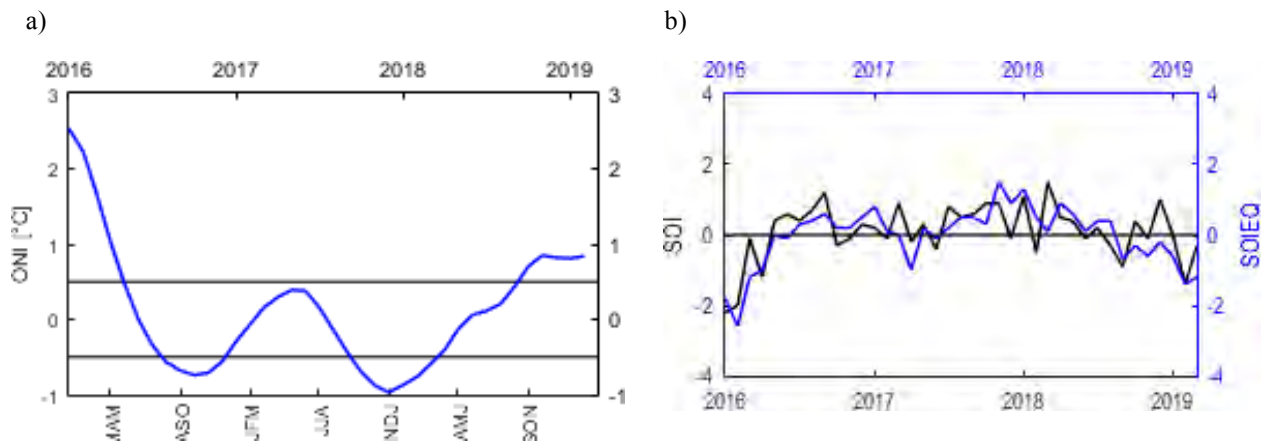 a)
2016 2017 2018 2019
3 3
2 2
1 1
0 0
-1 -1
ONI [°C]
MAM ASO JFM JJA NDJ AMJ SON
b)
2016 2017 2018 2019
4 4
2 2
0 0
-2 -2
-4 -4
SOI
SOIEQ
2016 2017 2018 2019